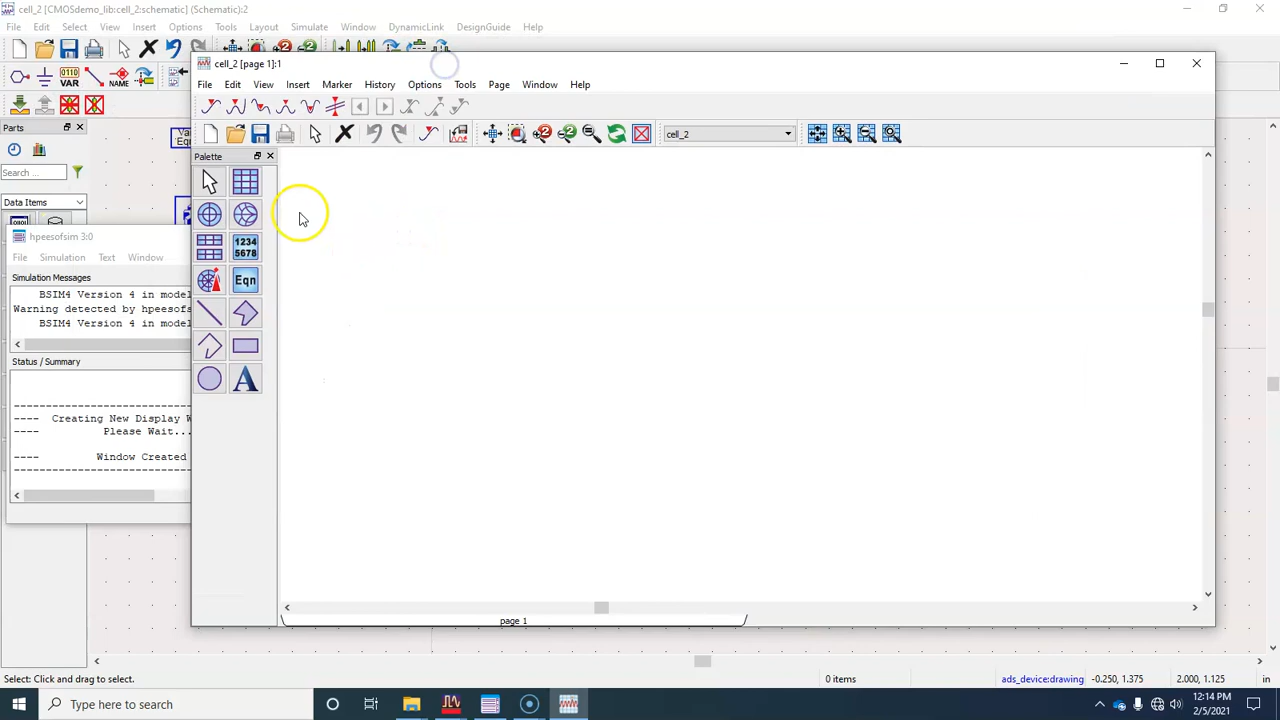 cell_2 [CMOSdemo_lib:cell_2:schematic] (Schematic):2
File Edit Select View Insert Options Tools Layout Simulate Window DynamicLink DesignGuide Help
0110
VAR
NAME
Parts
Search ...
Data Items
Var
Eqn
cell_2 [page 1]:1
File Edit View Insert Marker History Options Tools Page Window Help
cell_2
Palette
1234
5678
Eqn
A
hpeesofsim 3:0
File Simulation Text Window
Simulation Messages
BSIM4 Version 4 in model
Warning detected by hpeesofs
BSIM4 Version 4 in model
Status / Summary
---- Creating New Display W
---- Please Wait...
---- Window Created
page 1
Select: Click and drag to select.
0 items
ads_device:drawing
-0.250, 1.375
2.000, 1.125
in
Type here to search
12:14 PM
2/5/2021